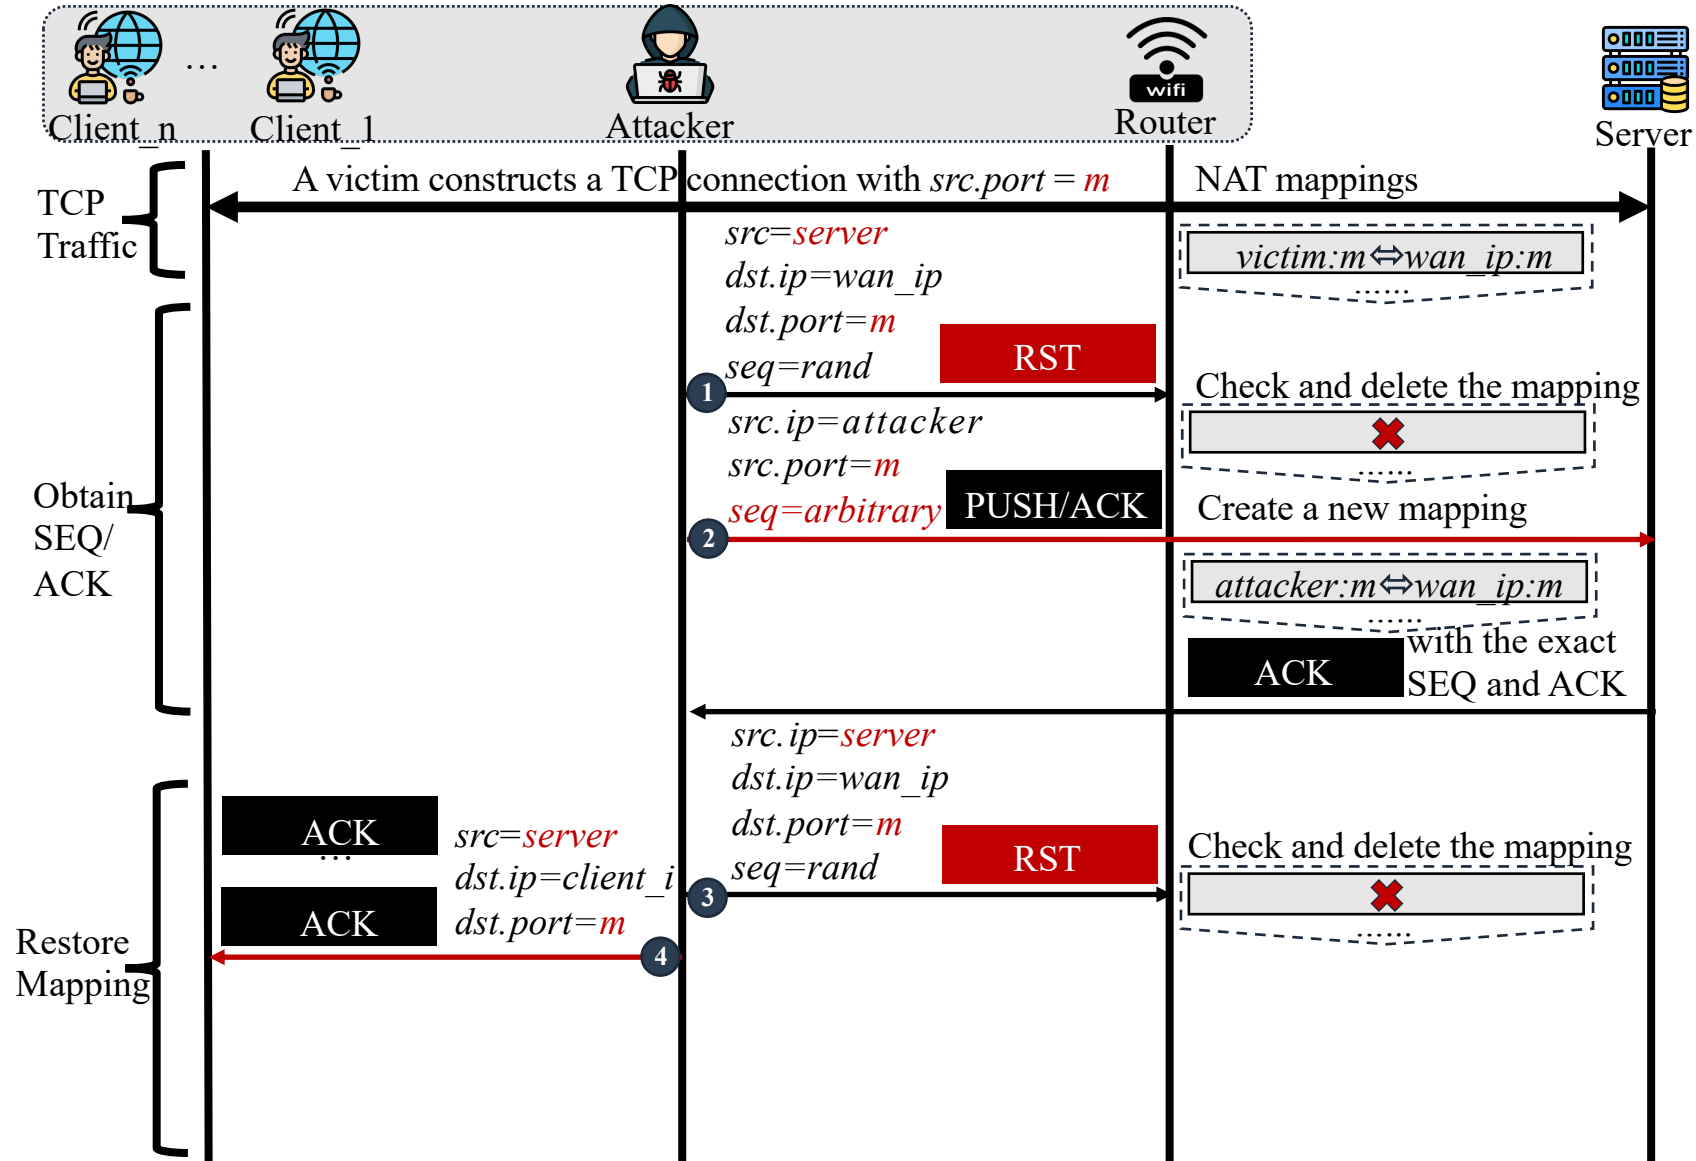 Client_n
...
Client_1
Attacker
wifi
Router
Server
TCP
Traffic
A victim constructs a TCP connection with src.port = m
NAT mappings
src=server
dst.ip=wan_ip
dst.port=m
seq=rand
RST
victim:m⇔wan_ip:m
......
1
Check and delete the mapping
......
Obtain
SEQ/
ACK
src.ip=attacker
src.port=m
seq=arbitrary
PUSH/ACK
2
Create a new mapping
attacker:m⇔wan_ip:m
......
ACK
with the exact
SEQ and ACK
Restore
Mapping
src.ip=server
dst.ip=wan_ip
dst.port=m
seq=rand
RST
3
Check and delete the mapping
......
ACK
...
ACK
src=server
dst.ip=client_i
dst.port=m
4